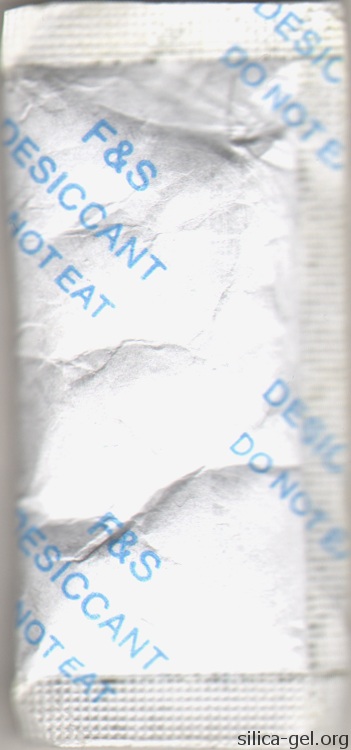 DESIC
DO NOT E
F&S
DESICCANT
NOT EAT
DESIC
DO NOT E
F&S
DESICCANT
NOT EAT
silica-gel.org